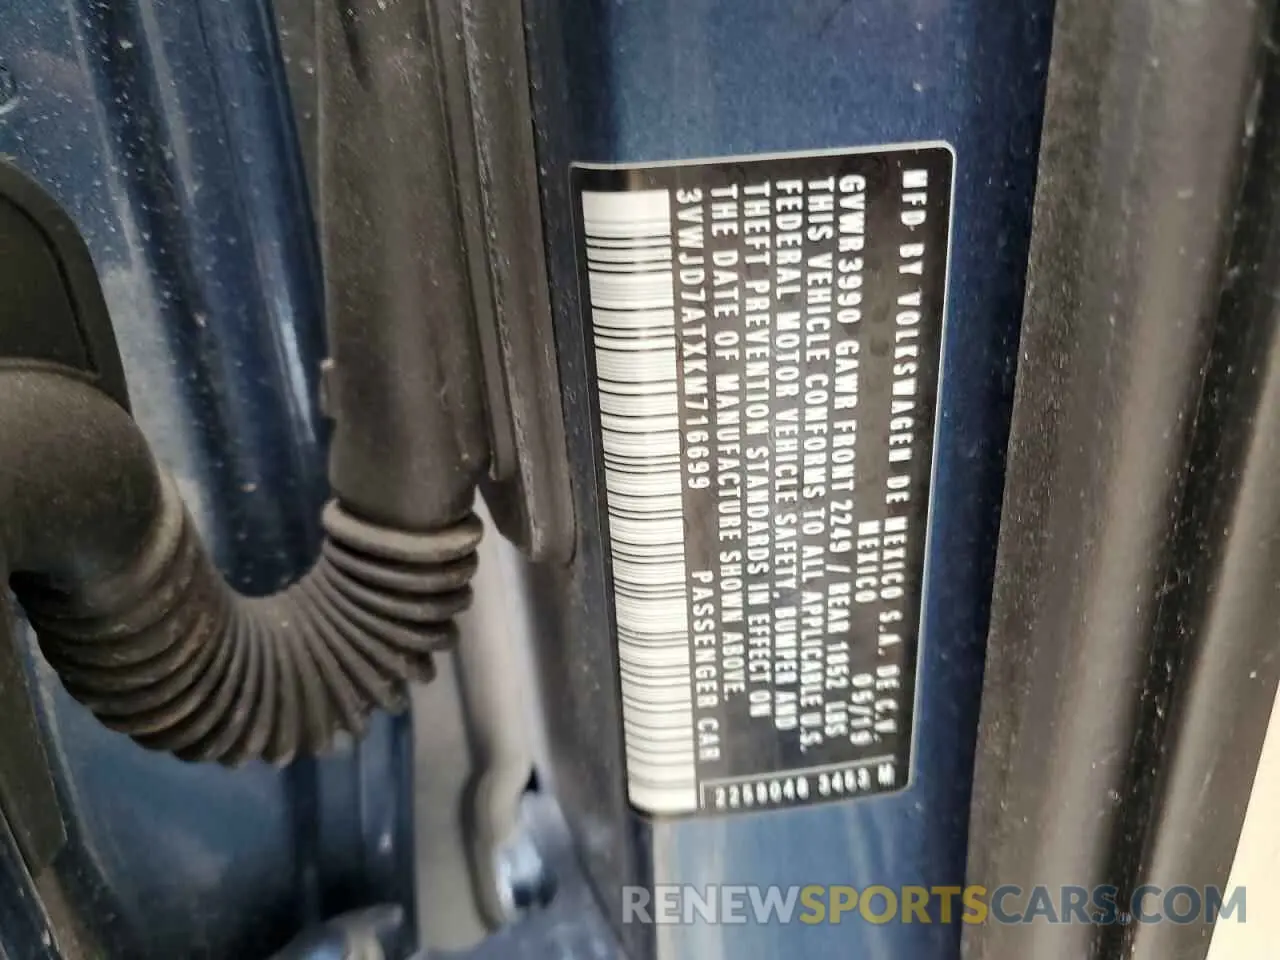 MFD BY VOLKSWAGEN DE MEXICO S.A. DE C.V.
MEXICO 05/19
GVWR 3990 GAWR FRONT 2249 / REAR 1852 LBS
THIS VEHICLE CONFORMS TO ALL APPLICABLE U.S.
FEDERAL MOTOR VEHICLE SAFETY, BUMPER AND
THEFT PREVENTION STANDARDS IN EFFECT ON
THE DATE OF MANUFACTURE SHOWN ABOVE.
3VWJD7ATXKM716699 PASSENGER CAR
RENEWSPORTSCARS.COM